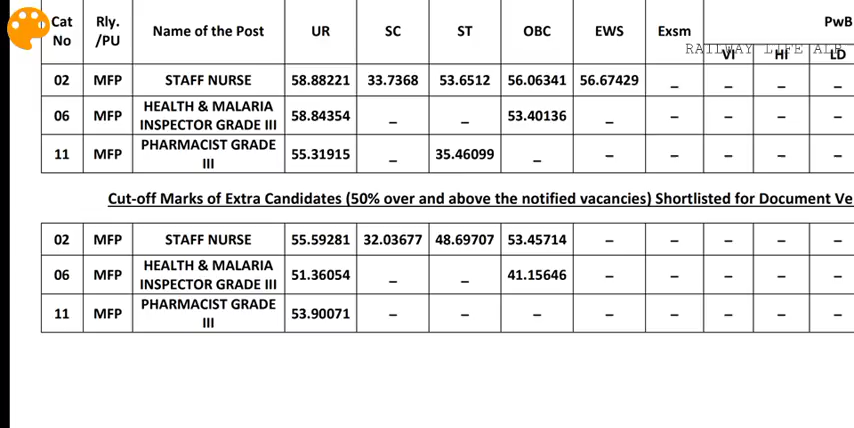 Cat No Rly. /PU Name of the Post UR SC ST OBC EWS Exsm PwB
RAILWAY LIFE ALP
VI HI LD
02 MFP STAFF NURSE 58.88221 33.7368 53.6512 56.06341 56.67429 _ _ _ _
06 MFP HEALTH & MALARIA INSPECTOR GRADE III 58.84354 _ _ 53.40136 _ – – – –
11 MFP PHARMACIST GRADE III 55.31915 _ 35.46099 _ – – – – –
Cut-off Marks of Extra Candidates (50% over and above the notified vacancies) Shortlisted for Document Ve
02 MFP STAFF NURSE 55.59281 32.03677 48.69707 53.45714 – – – – –
06 MFP HEALTH & MALARIA INSPECTOR GRADE III 51.36054 _ _ 41.15646 – – – – –
11 MFP PHARMACIST GRADE III 53.90071 – – – – – – – –